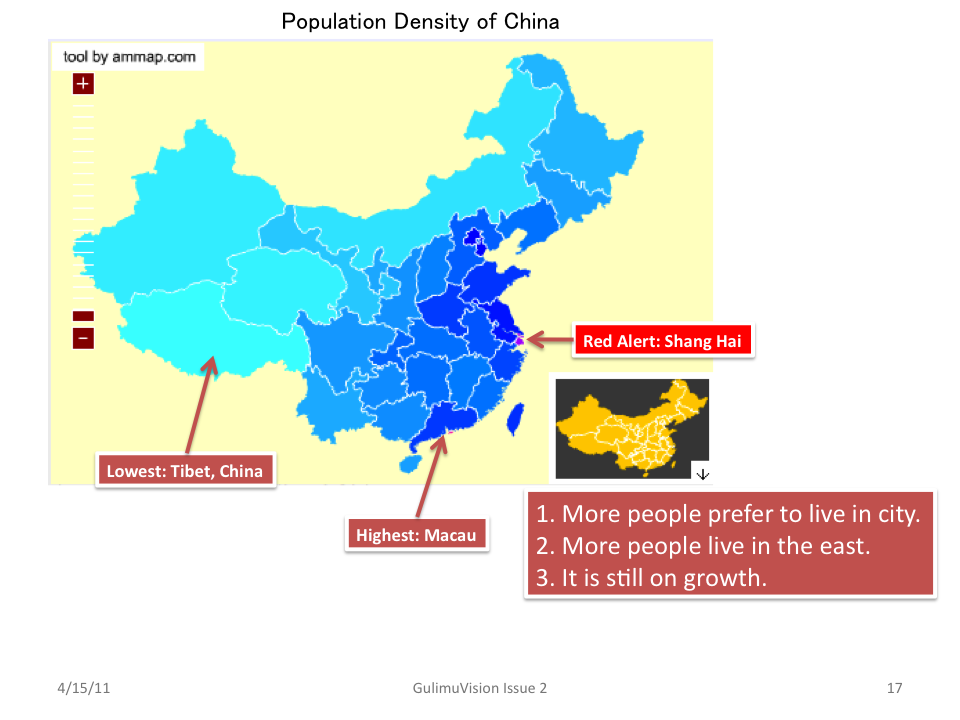 Population Density of China
tool by ammap.com
+
−
Red Alert: Shang Hai
Lowest: Tibet, China
Highest: Macau
1. More people prefer to live in city.
2. More people live in the east.
3. It is still on growth.
4/15/11
GulimuVision Issue 2
17